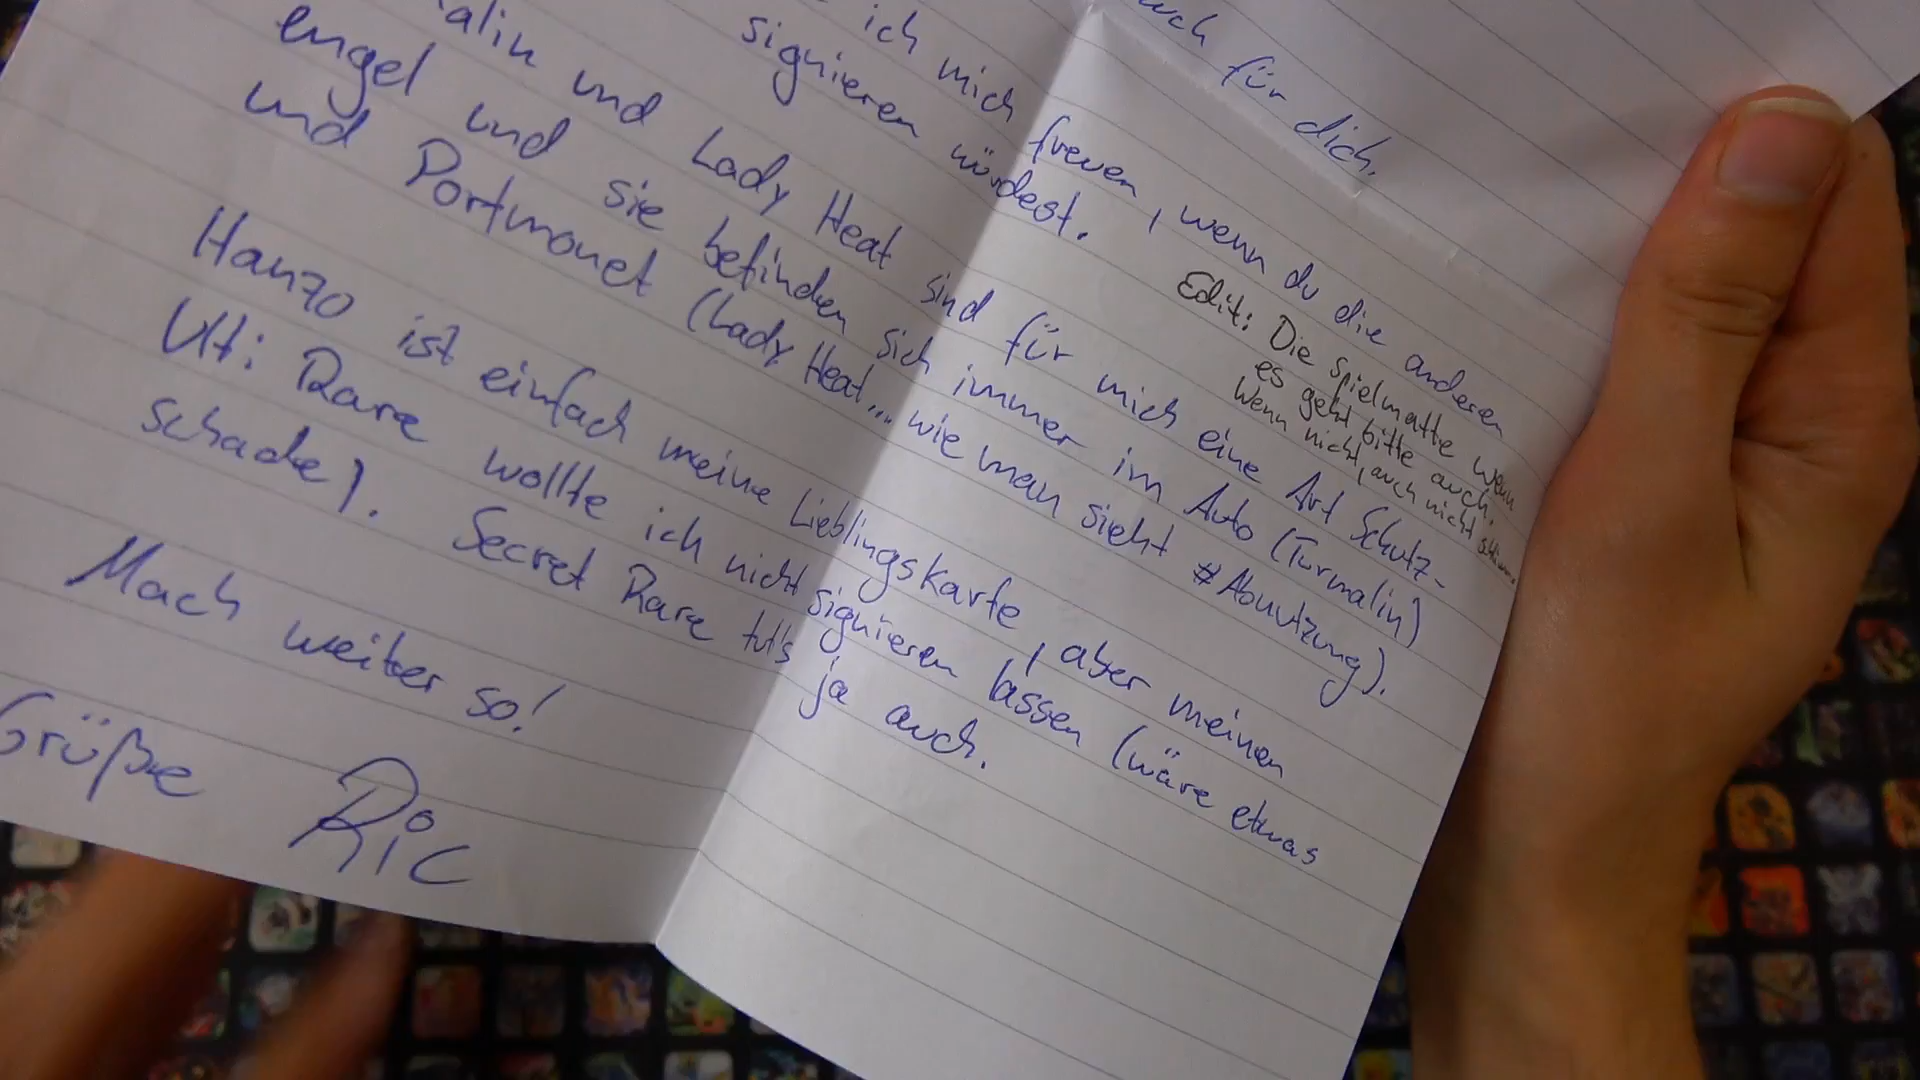 uch für dich.
ich mich freuen, wenn du die anderen
signieren würdest.
Edit: Die Spielmatte wenn
es geht bitte auch.
Wenn nicht, auch nicht schlimm.
alin und Lady Heat sind für mich eine Art Schutz-
engel und sie befinden sich immer im Auto (Turmalin)
und Portmonet (Lady Heat... wie man sieht #Abnutzung).
Hanzo ist einfach meine Lieblingskarte, aber meinen
Ulti Rare wollte ich nicht signieren lassen (wäre etwas
schade). Secret Rare tut's ja auch.
Mach weiter so!
Grüße Ric